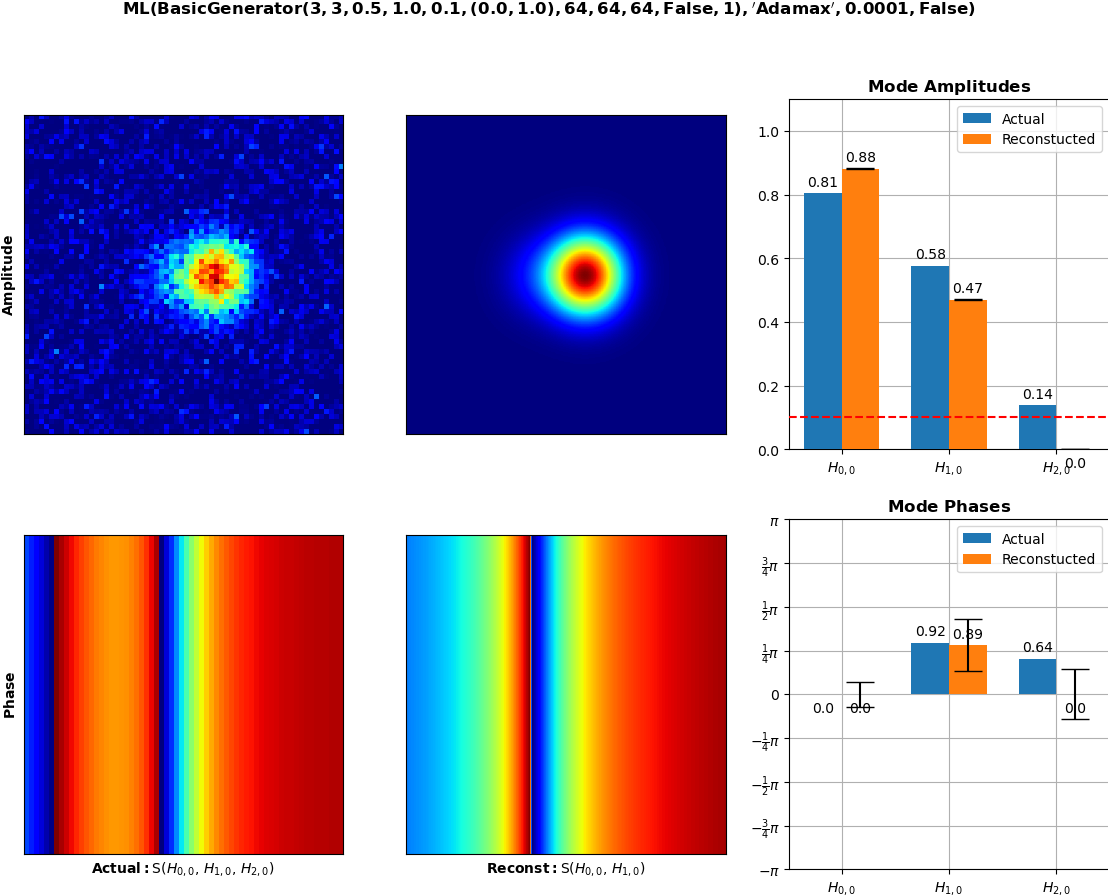 ML(BasicGenerator(3, 3, 0.5, 1.0, 0.1, (0.0, 1.0), 64, 64, 64, False, 1), ′Adamax′, 0.0001, False)
Amplitude
Mode Amplitudes
Actual
Reconstucted
1.0
0.8
0.6
0.4
0.2
0.0
0.81
0.88
0.58
0.47
0.14
0.0
H0,0
H1,0
H2,0
Phase
Actual: S(H0,0, H1,0, H2,0)
Reconst: S(H0,0, H1,0)
Mode Phases
Actual
Reconstucted
π
3/4π
1/2π
1/4π
0
−1/4π
−1/2π
−3/4π
−π
0.0
0.0
0.92
0.89
0.64
0.0
H0,0
H1,0
H2,0